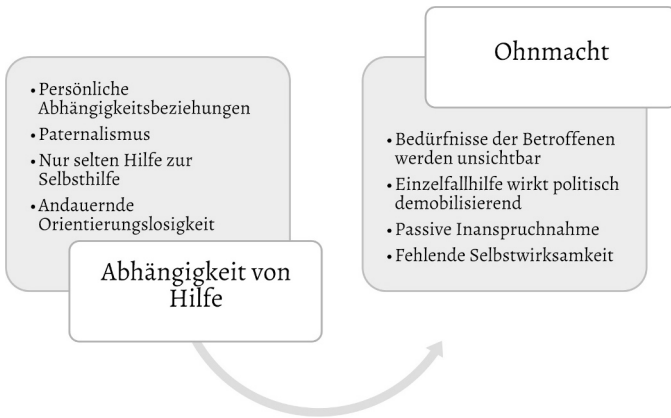 • Persönliche
Abhängigkeitsbeziehungen
• Paternalismus
• Nur selten Hilfe zur
Selbsthilfe
• Andauernde
Orientierungslosigkeit
Abhängigkeit von
Hilfe
Ohnmacht
• Bedürfnisse der Betroffenen
werden unsichtbar
• Einzelfallhilfe wirkt politisch
demobilisierend
• Passive Inanspruchnahme
• Fehlende Selbstwirksamkeit